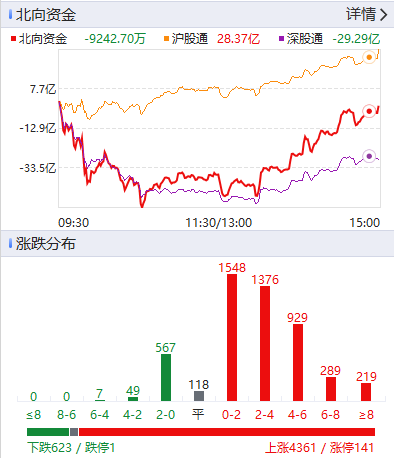 北向资金 详情
北向资金 -9242.70万 沪股通 28.37亿 深股通 -29.29亿
7.7亿
-12.9亿
-33.5亿
09:30 11:30/13:00 15:00
涨跌分布
0 0 7 49 567 118 1548 1376 929 289 219
≤8 8-6 6-4 4-2 2-0 平 0-2 2-4 4-6 6-8 ≥8
下跌623 / 跌停1 上涨4361 / 涨停141